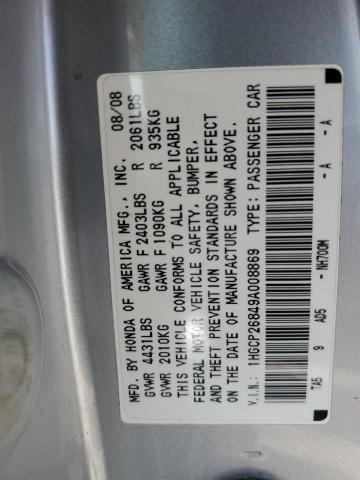 MFD. BY HONDA OF AMERICA MFG., INC. 08/08
GVWR 4431LBS GAWR F 2403LBS R 2061LBS
GVWR 2010KG GAWR F 1090KG R 935KG
THIS VEHICLE CONFORMS TO ALL APPLICABLE
FEDERAL MOTOR VEHICLE SAFETY, BUMPER,
AND THEFT PREVENTION STANDARDS IN EFFECT
ON THE DATE OF MANUFACTURE SHOWN ABOVE.
V.I.N.: 1HGCP26849A008869 TYPE: PASSENGER CAR
TA5 9 AD5 - NH700M - A - A